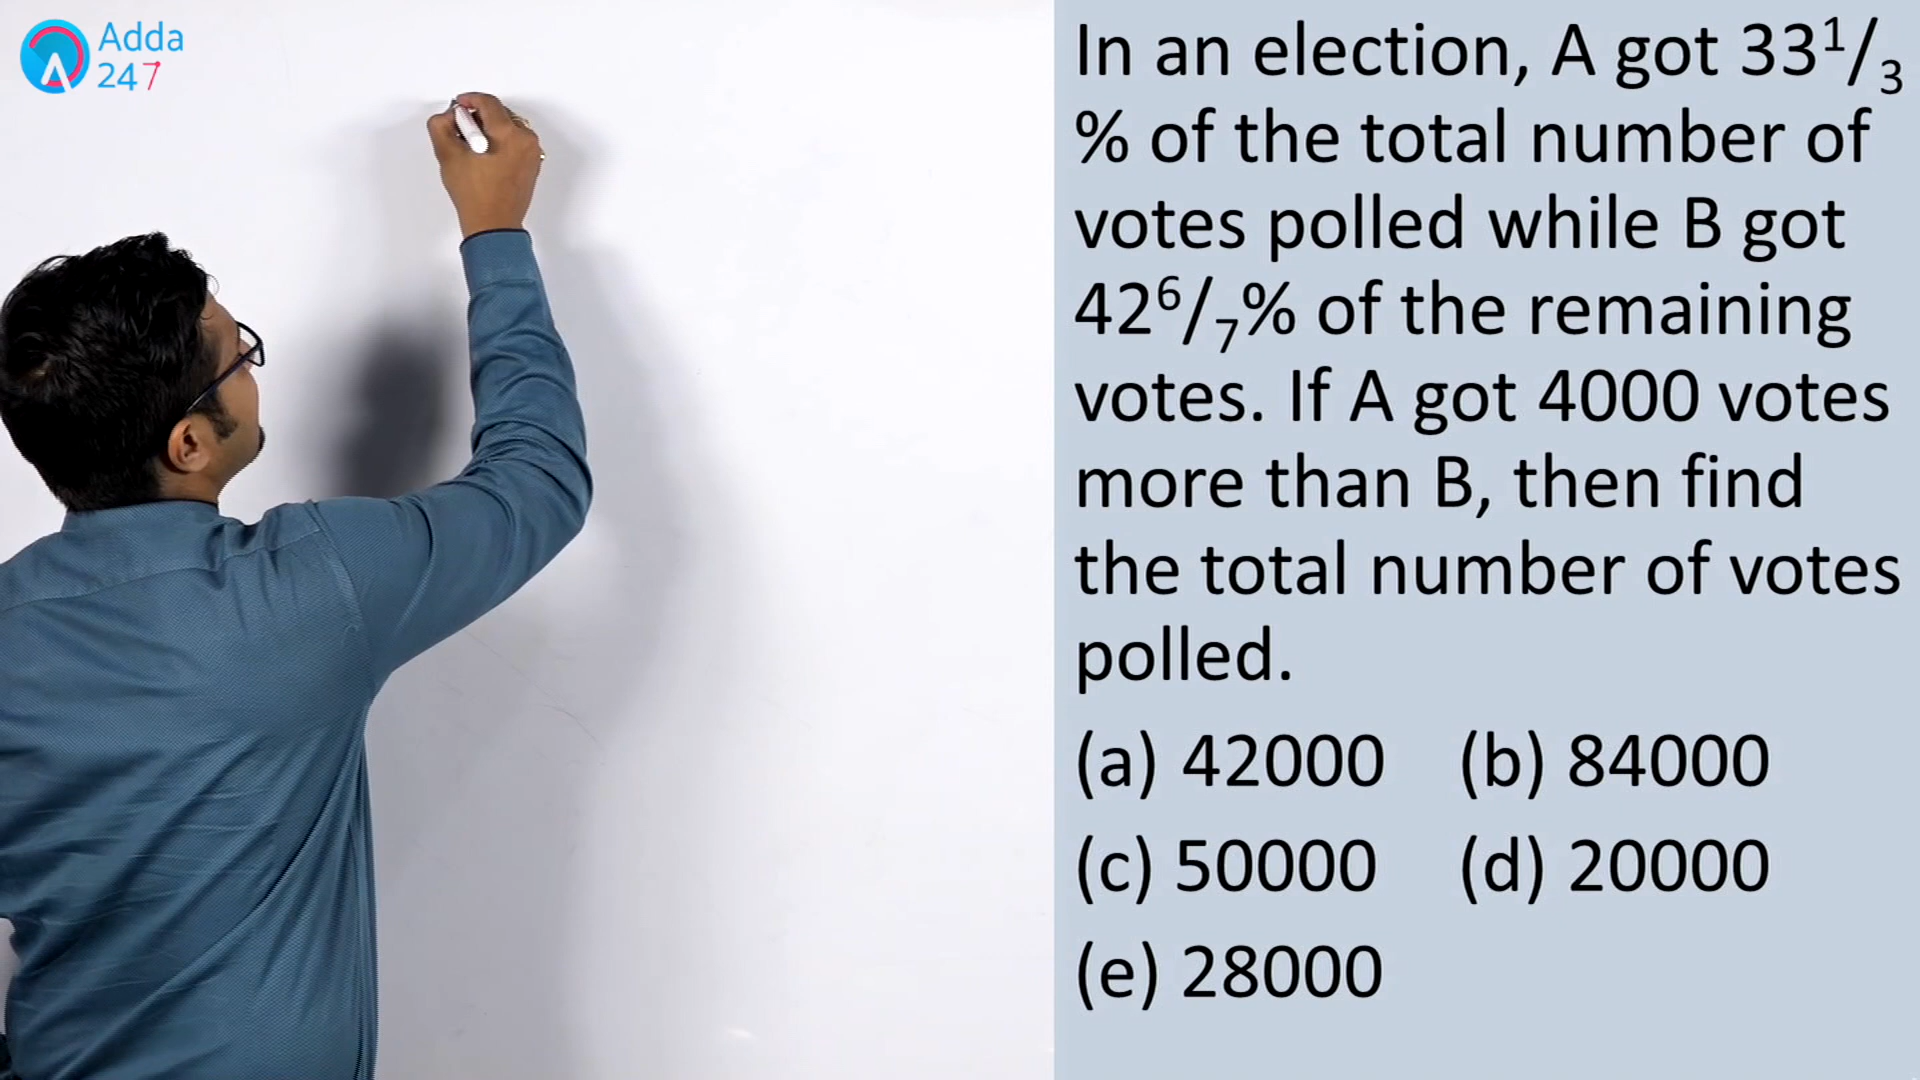 Adda
247
In an election, A got 33¹/₃
% of the total number of
votes polled while B got
42⁶/₇% of the remaining
votes. If A got 4000 votes
more than B, then find
the total number of votes
polled.
(a) 42000 (b) 84000
(c) 50000 (d) 20000
(e) 28000